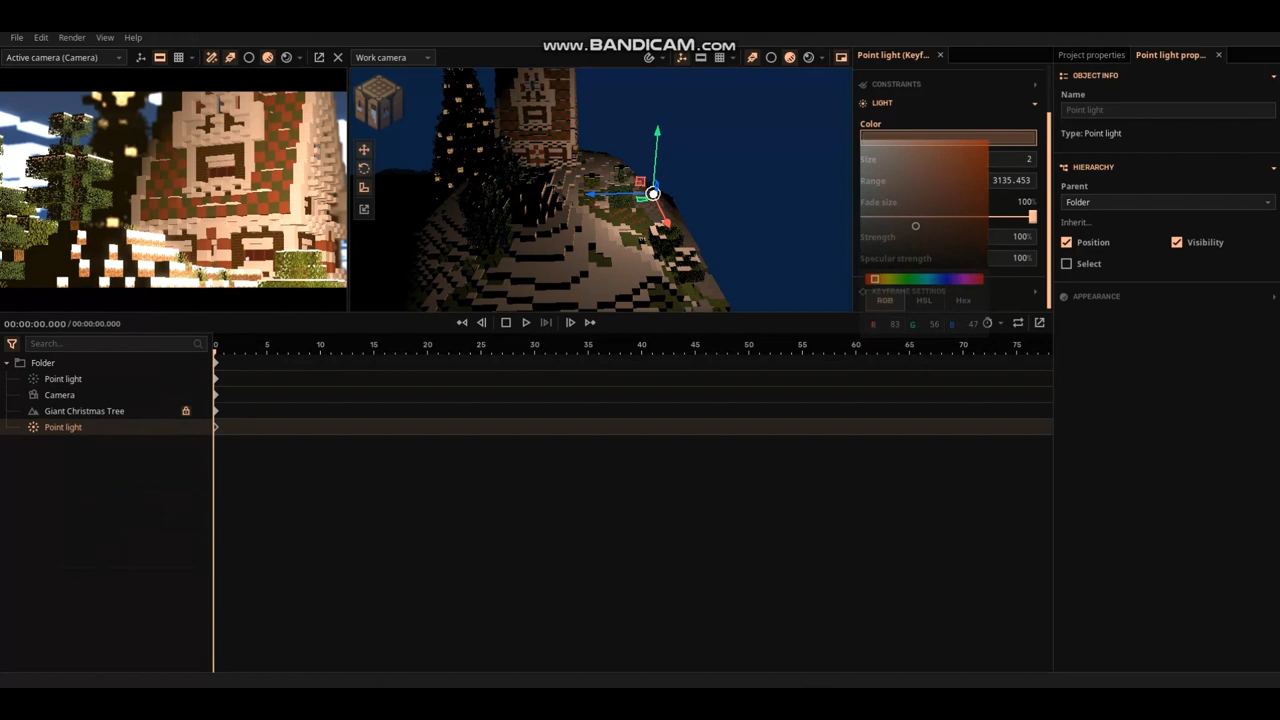 www.BANDICAM.com
File Edit Render View Help
Active camera (Camera)
Work camera
Point light (Keyf...
Project properties
Point light prop...
CONSTRAINTS
LIGHT
Color
Size 2
Range 3135.453
Fade size 100%
Strength 100%
Specular strength 100%
KEYFRAME SETTINGS
RGB HSL Hex
R 83 G 56 B 47
OBJECT INFO
Name
Point light
Type: Point light
HIERARCHY
Parent
Folder
Inherit...
Position
Visibility
Select
APPEARANCE
00:00:00.000 / 00:00:00.000
Search...
0 5 10 15 20 25 30 35 40 45 50 55 60 65 70 75
Folder
Point light
Camera
Giant Christmas Tree
Point light